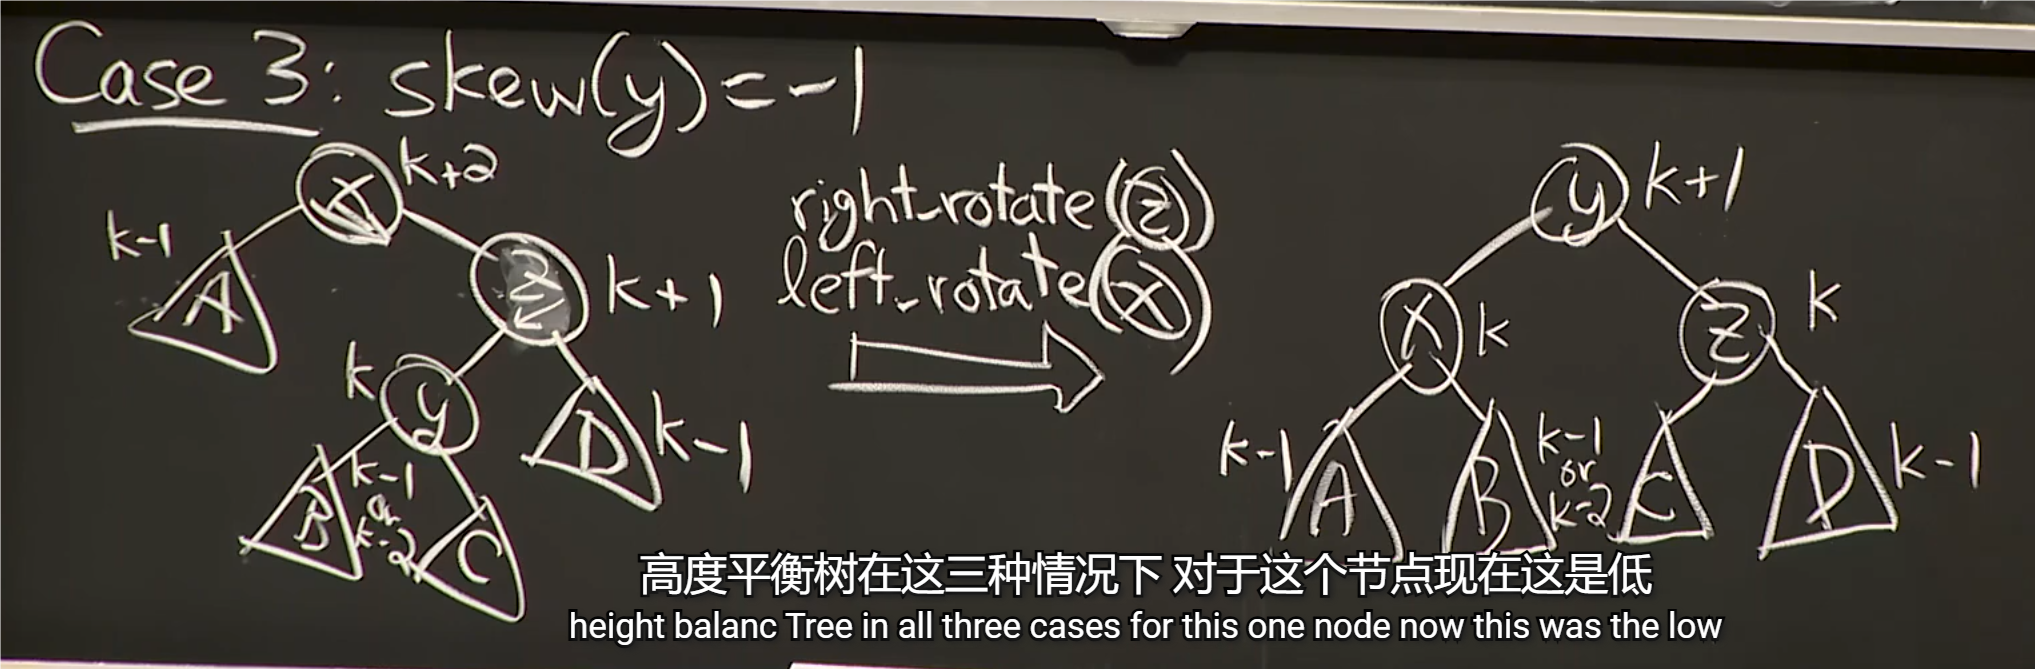 Case 3: skew(y)=-1
x k+2
k-1 A
z k+1
k y
D k-1
B k-1 or k-2 C
right_rotate(z)
left_rotate(x)
y k+1
x k
z k
k-1 A
B k-1 or k-2 C
D k-1
高度平衡树在这三种情况下 对于这个节点现在这是低
height balanc Tree in all three cases for this one node now this was the low